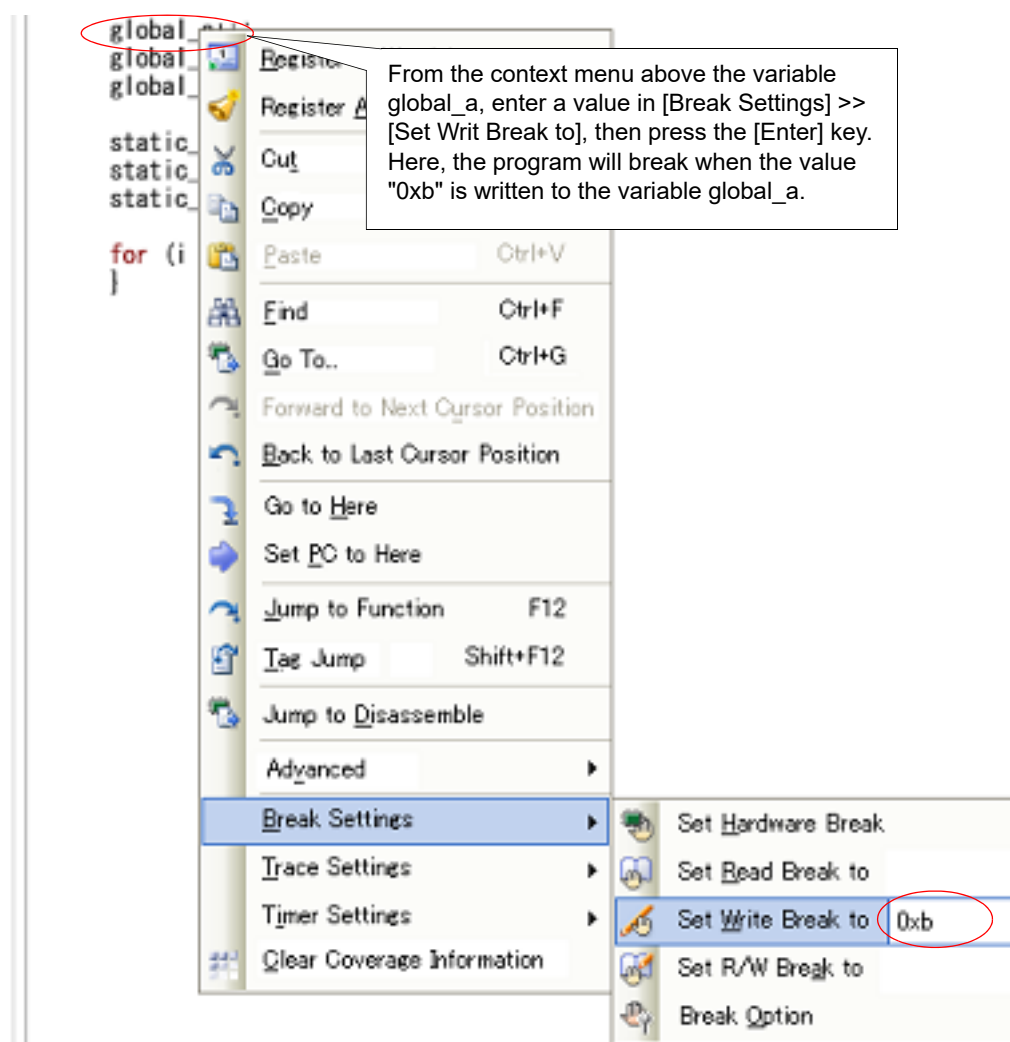 global_a++;
global_
global_
static_
static_
static_
for (i
}
From the context menu above the variable
global_a, enter a value in [Break Settings] >>
[Set Writ Break to], then press the [Enter] key.
Here, the program will break when the value
"0xb" is written to the variable global_a.
Register
Register A
Cut
Copy
Paste Ctrl+V
Find Ctrl+F
Go To.. Ctrl+G
Forward to Next Cursor Position
Back to Last Cursor Position
Go to Here
Set PC to Here
Jump to Function F12
Tag Jump Shift+F12
Jump to Disassemble
Advanced
Break Settings
Trace Settings
Timer Settings
Clear Coverage Information
Set Hardware Break
Set Read Break to
Set Write Break to 0xb
Set R/W Break to
Break Option